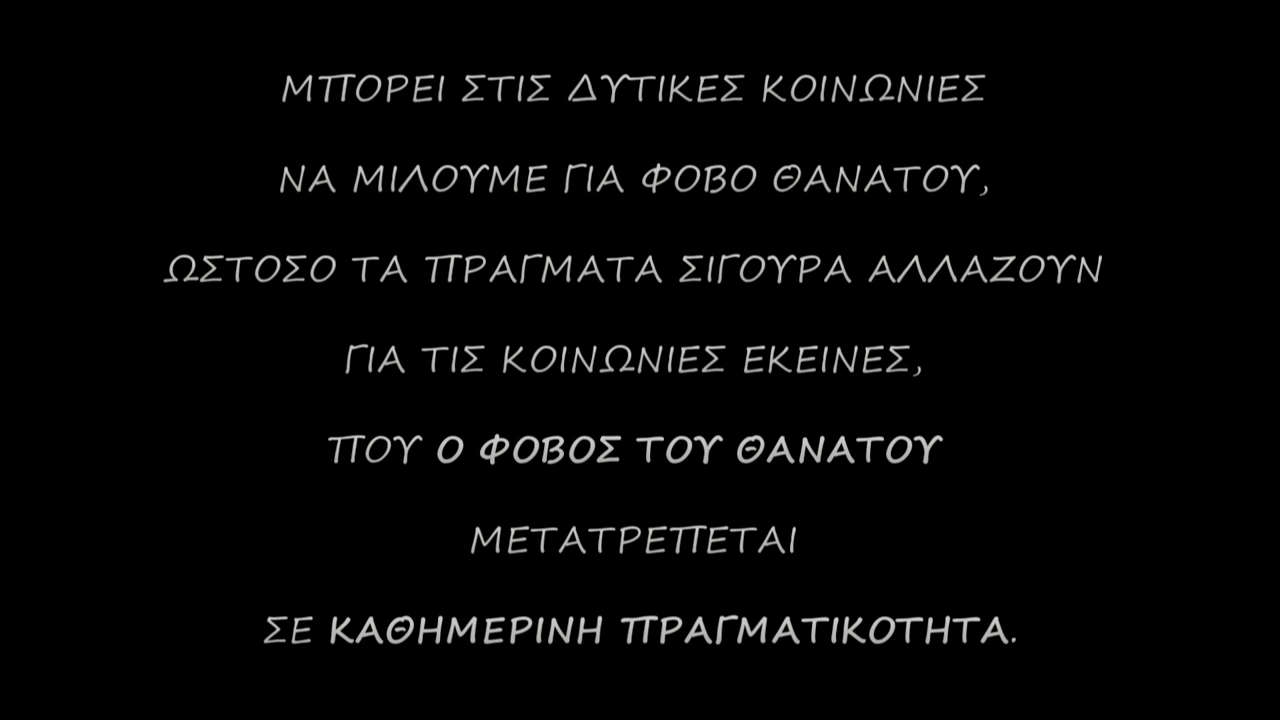 ΜΠΟΡΕΙ ΣΤΙΣ ΔΥΤΙΚΕΣ ΚΟΙΝΩΝΙΕΣ
ΝΑ ΜΙΛΟΥΜΕ ΓΙΑ ΦΟΒΟ ΘΑΝΑΤΟΥ,
ΩΣΤΟΣΟ ΤΑ ΠΡΑΓΜΑΤΑ ΣΙΓΟΥΡΑ ΑΛΛΑΖΟΥΝ
ΓΙΑ ΤΙΣ ΚΟΙΝΩΝΙΕΣ ΕΚΕΙΝΕΣ,
ΠΟΥ Ο ΦΟΒΟΣ ΤΟΥ ΘΑΝΑΤΟΥ
ΜΕΤΑΤΡΕΠΕΤΑΙ
ΣΕ ΚΑΘΗΜΕΡΙΝΗ ΠΡΑΓΜΑΤΙΚΟΤΗΤΑ.